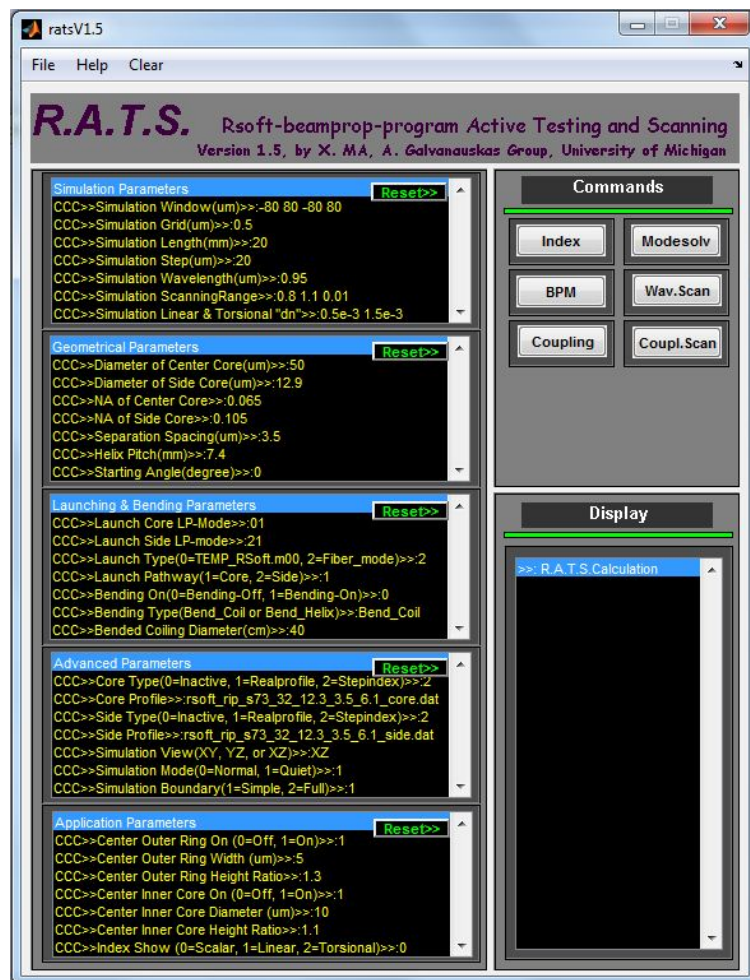 ratsV1.5
File Help Clear
R.A.T.S. Rsoft-beamprop-program Active Testing and Scanning
Version 1.5, by X. MA, A. Galvanauskas Group, University of Michigan
Simulation Parameters
Reset>>
CCC>>Simulation Window(um)>>:-80 80 -80 80
CCC>>Simulation Grid(um)>>:0.5
CCC>>Simulation Length(mm)>>:20
CCC>>Simulation Step(um)>>:20
CCC>>Simulation Wavelength(um)>>:0.95
CCC>>Simulation ScanningRange>>:0.8 1.1 0.01
CCC>>Simulation Linear & Torsional "dn">>:0.5e-3 1.5e-3
Geometrical Parameters
Reset>>
CCC>>Diameter of Center Core(um)>>:50
CCC>>Diameter of Side Core(um)>>:12.9
CCC>>NA of Center Core>>:0.065
CCC>>NA of Side Core>>:0.105
CCC>>Separation Spacing(um)>>:3.5
CCC>>Helix Pitch(mm)>>:7.4
CCC>>Starting Angle(degree)>>:0
Launching & Bending Parameters
Reset>>
CCC>>Launch Core LP-Mode>>:01
CCC>>Launch Side LP-mode>>:21
CCC>>Launch Type(0=TEMP_RSoft.m00, 2=Fiber_mode)>>:2
CCC>>Launch Pathway(1=Core, 2=Side)>>:1
CCC>>Bending On(0=Bending-Off, 1=Bending-On)>>:0
CCC>>Bending Type(Bend_Coil or Bend_Helix)>>:Bend_Coil
CCC>>Bended Coiling Diameter(cm)>>:40
Advanced Parameters
Reset>>
CCC>>Core Type(0=Inactive, 1=Realprofile, 2=Stepindex)>>:2
CCC>>Core Profile>>:rsoft_rip_s73_32_12.3_3.5_6.1_core.dat
CCC>>Side Type(0=Inactive, 1=Realprofile, 2=Stepindex)>>:2
CCC>>Side Profile>>:rsoft_rip_s73_32_12.3_3.5_6.1_side.dat
CCC>>Simulation View(XY, YZ, or XZ)>>:XZ
CCC>>Simulation Mode(0=Normal, 1=Quiet)>>:1
CCC>>Simulation Boundary(1=Simple, 2=Full)>>:1
Application Parameters
Reset>>
CCC>>Center Outer Ring On (0=Off, 1=On)>>:1
CCC>>Center Outer Ring Width (um)>>:5
CCC>>Center Outer Ring Height Ratio>>:1.3
CCC>>Center Inner Core On (0=Off, 1=On)>>:1
CCC>>Center Inner Core Diameter (um)>>:10
CCC>>Center Inner Core Height Ratio>>:1.1
CCC>>Index Show (0=Scalar, 1=Linear, 2=Torsional)>>:0
Commands
Index Modesolv
BPM Wav.Scan
Coupling Coupl.Scan
Display
>>: R.A.T.S.Calculation